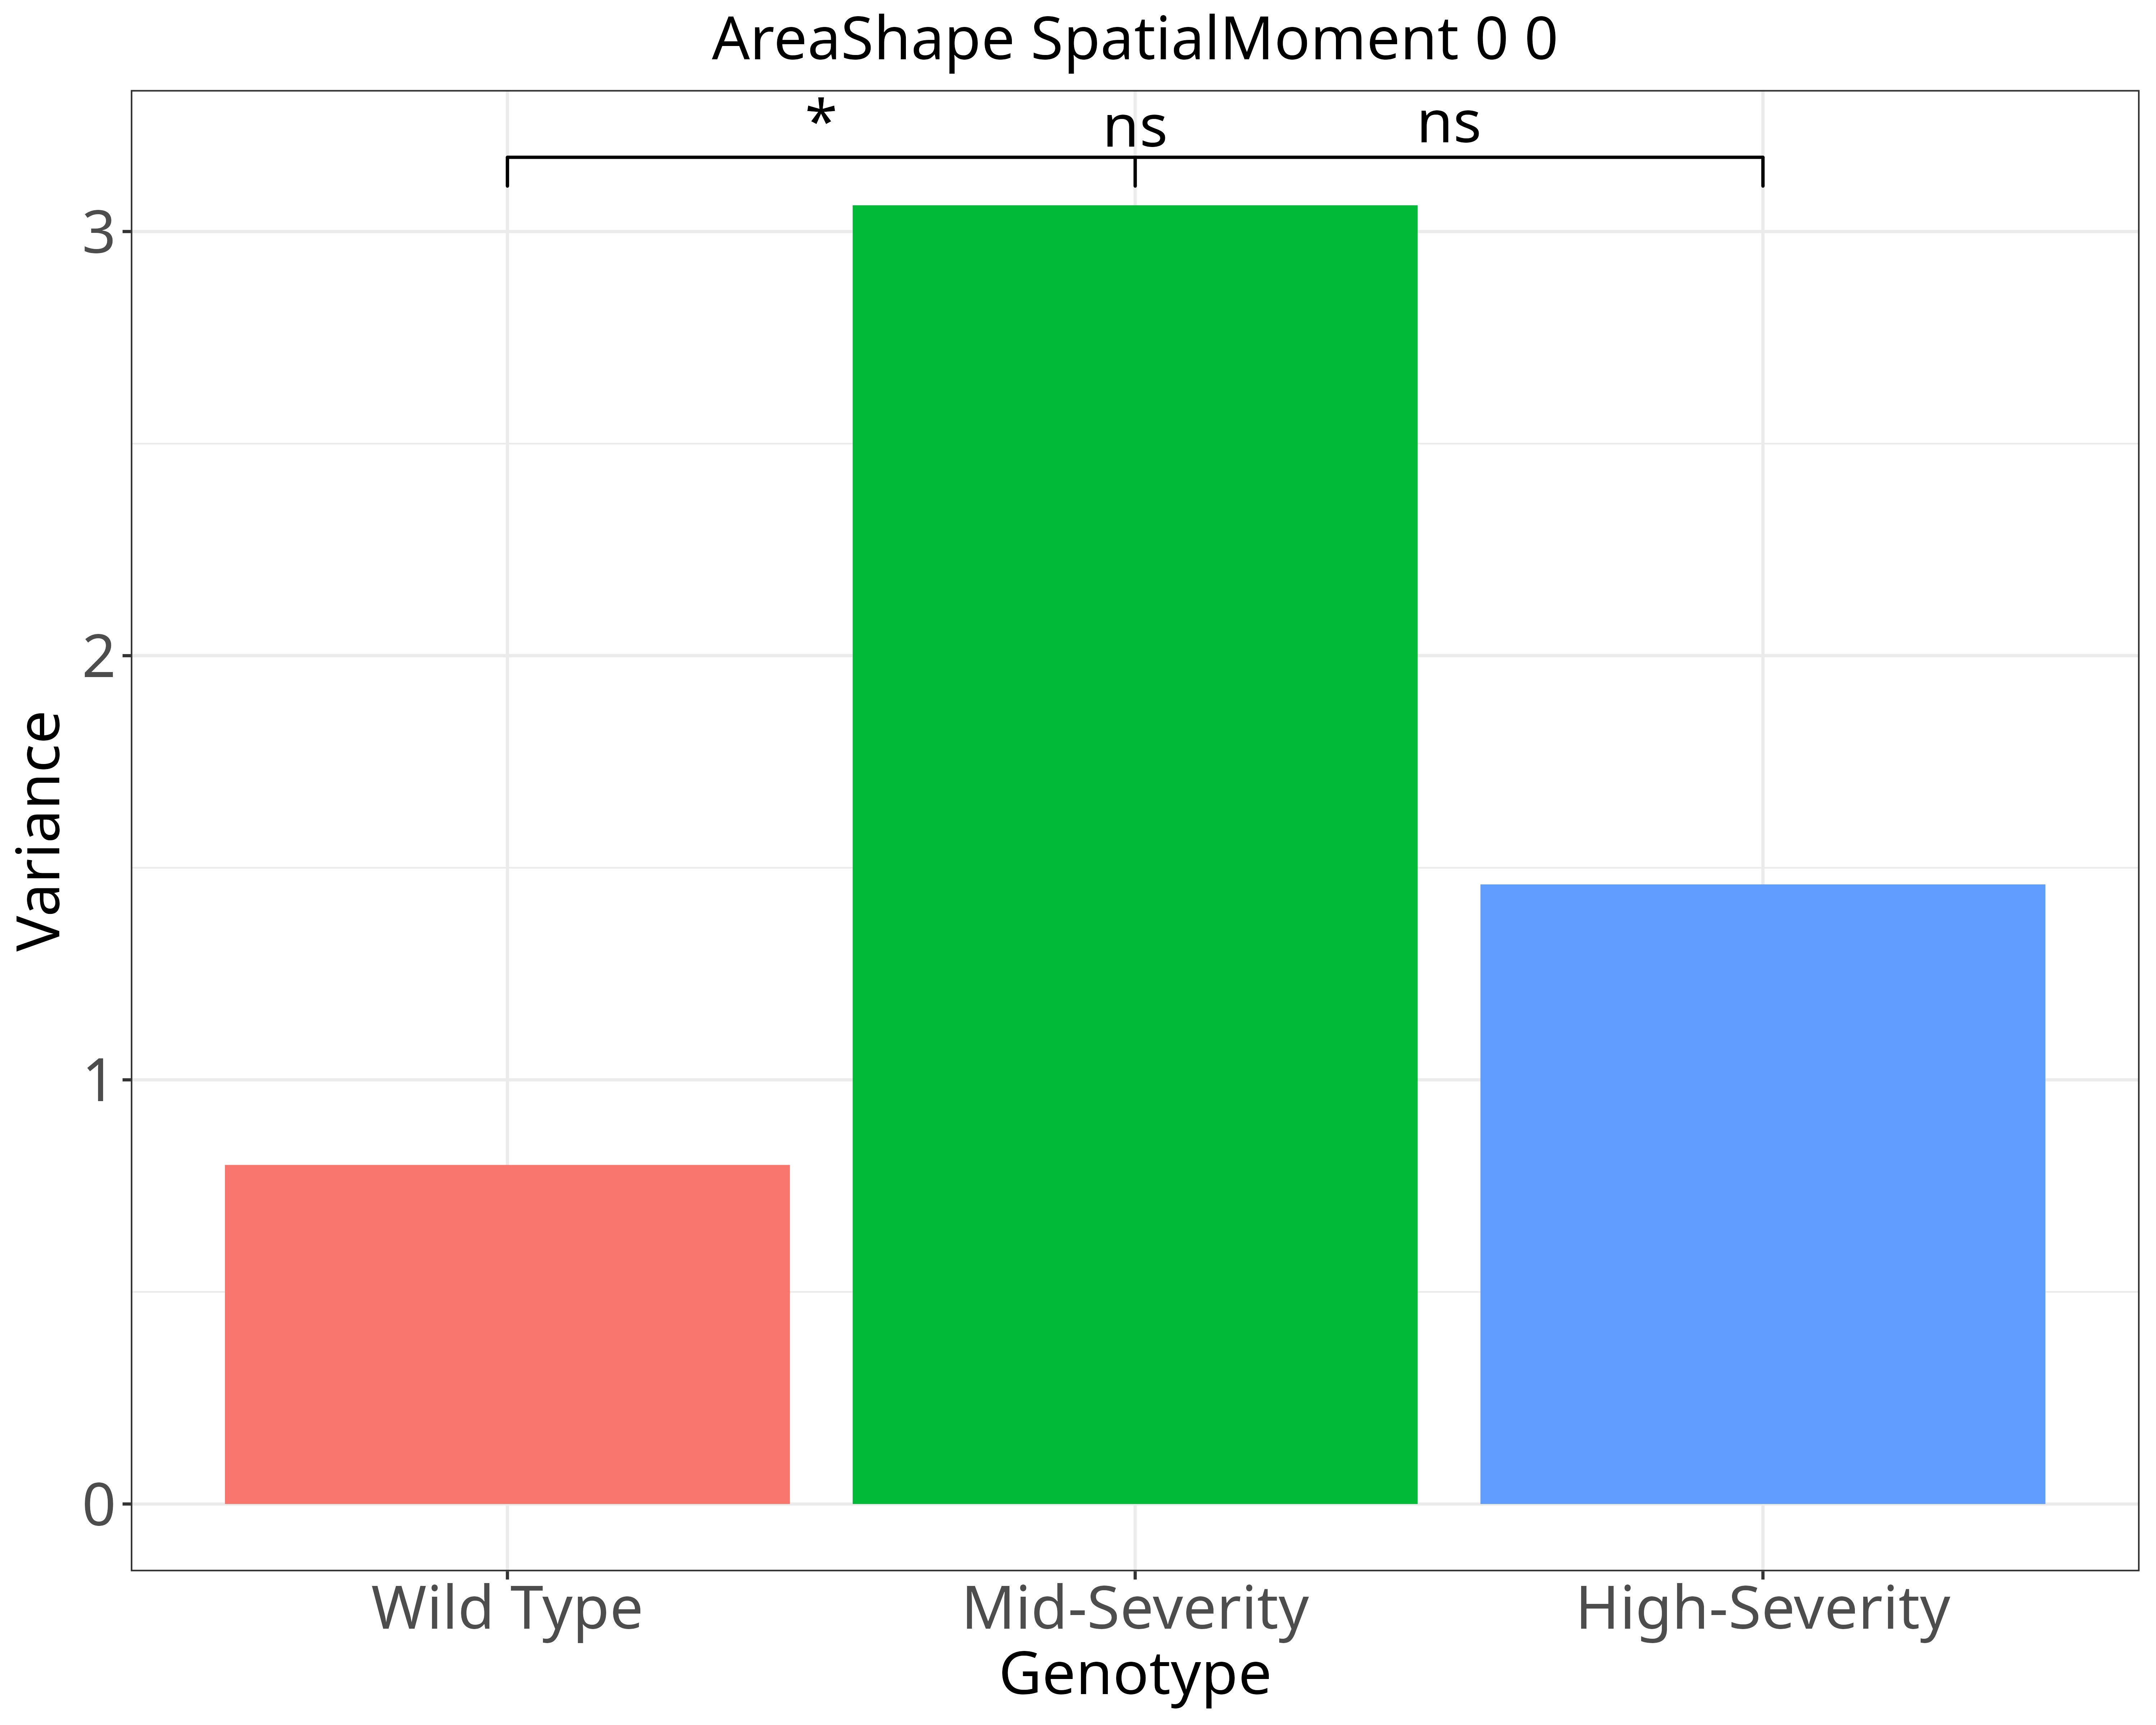 AreaShape SpatialMoment 0 0
* ns ns
3
2
1
0
Variance
Wild Type Mid-Severity High-Severity
Genotype